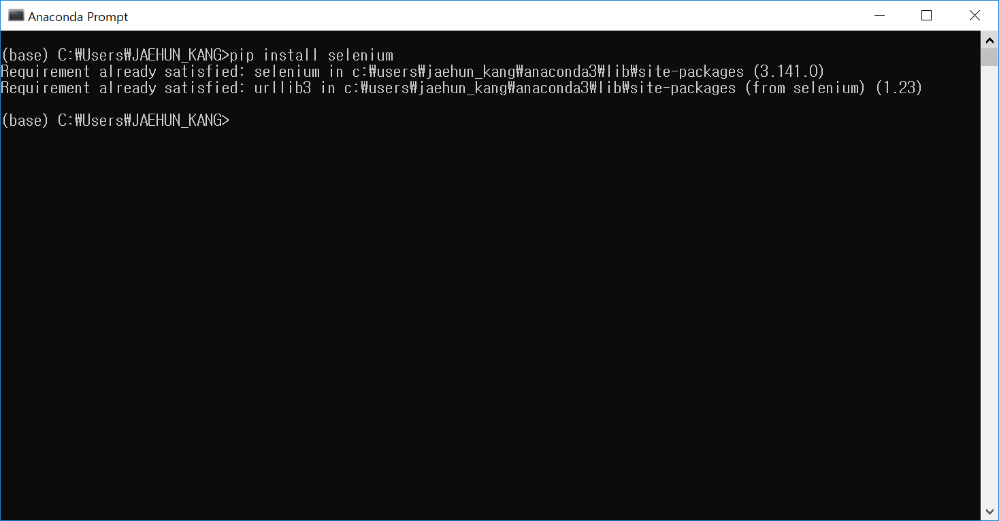 Anaconda Prompt
(base) C:₩Users₩JAEHUN_KANG>pip install selenium
Requirement already satisfied: selenium in c:₩users₩jaehun_kang₩anaconda3₩lib₩site-packages (3.141.0)
Requirement already satisfied: urllib3 in c:₩users₩jaehun_kang₩anaconda3₩lib₩site-packages (from selenium) (1.23)
(base) C:₩Users₩JAEHUN_KANG>